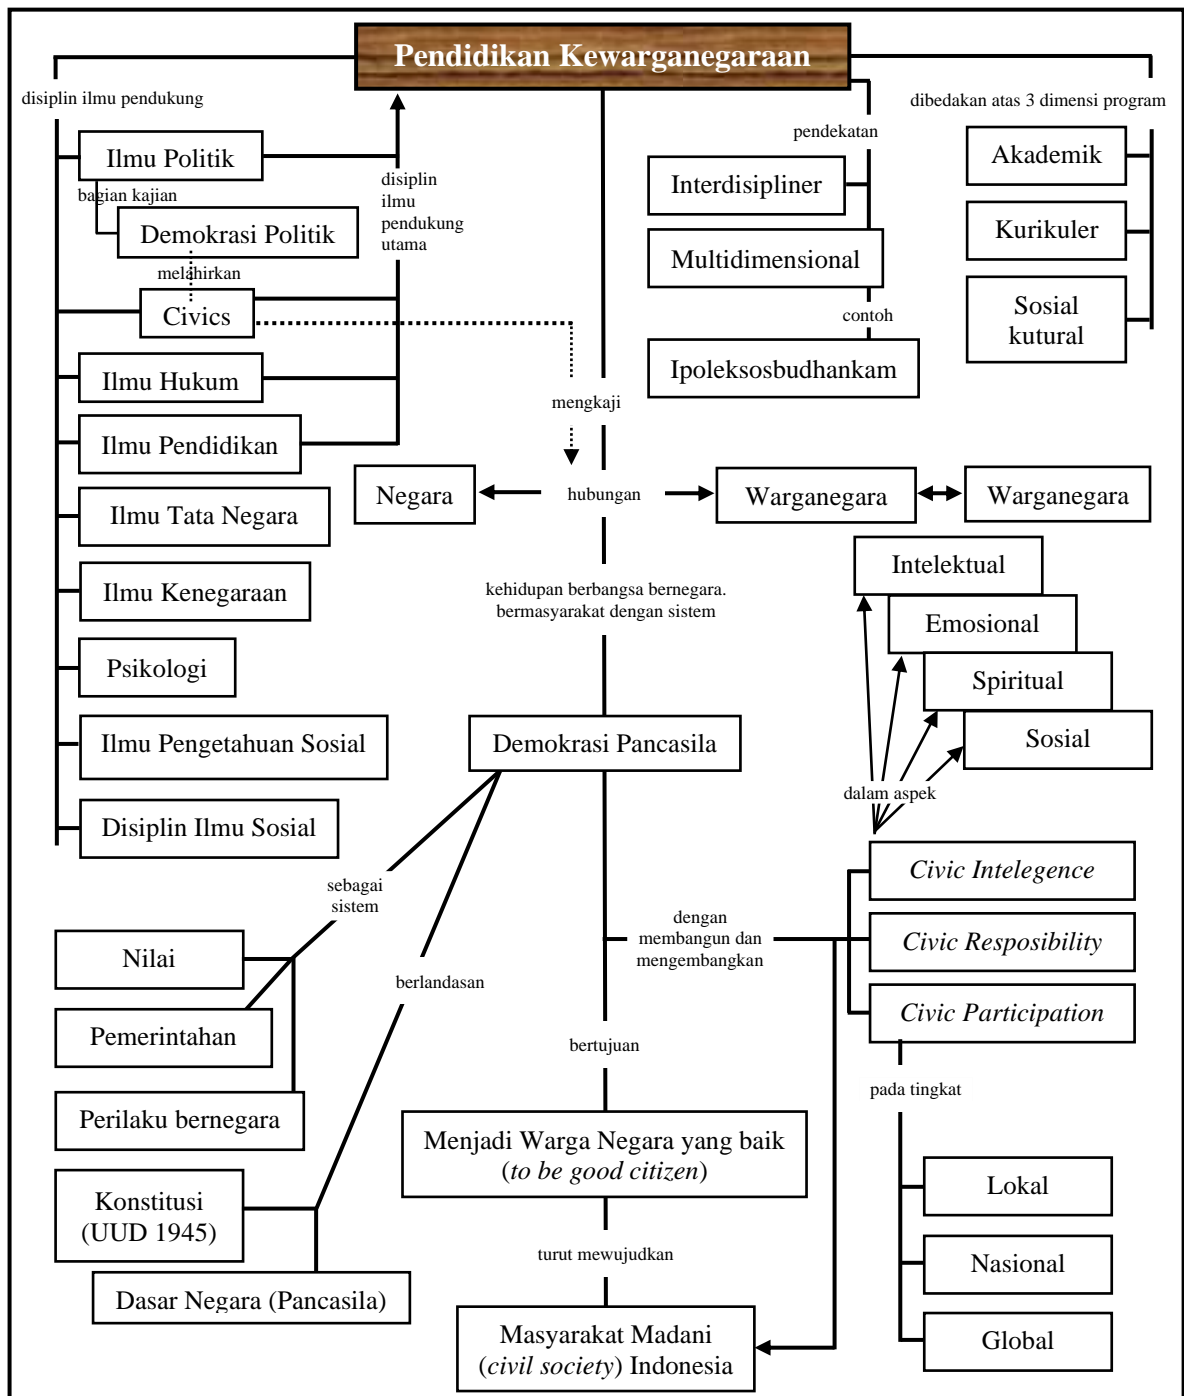 Pendidikan Kewarganegaraan
disiplin ilmu pendukung
Ilmu Politik
bagian kajian
Demokrasi Politik
melahirkan
Civics
Ilmu Hukum
Ilmu Pendidikan
Ilmu Tata Negara
Ilmu Kenegaraan
Psikologi
Ilmu Pengetahuan Sosial
Disiplin Ilmu Sosial
disiplin
ilmu
pendukung
utama
pendekatan
Interdisipliner
Multidimensional
contoh
Ipoleksosbudhankam
dibedakan atas 3 dimensi program
Akademik
Kurikuler
Sosial
kutural
mengkaji
Negara
hubungan
Warganegara
Warganegara
kehidupan berbangsa bernegara.
bermasyarakat dengan sistem
Intelektual
Emosional
Spiritual
Sosial
dalam aspek
Demokrasi Pancasila
sebagai
sistem
Nilai
Pemerintahan
Perilaku bernegara
berlandasan
Konstitusi
(UUD 1945)
Dasar Negara (Pancasila)
dengan
membangun dan
mengembangkan
Civic Intelegence
Civic Resposibility
Civic Participation
pada tingkat
Lokal
Nasional
Global
bertujuan
Menjadi Warga Negara yang baik
(to be good citizen)
turut mewujudkan
Masyarakat Madani
(civil society) Indonesia